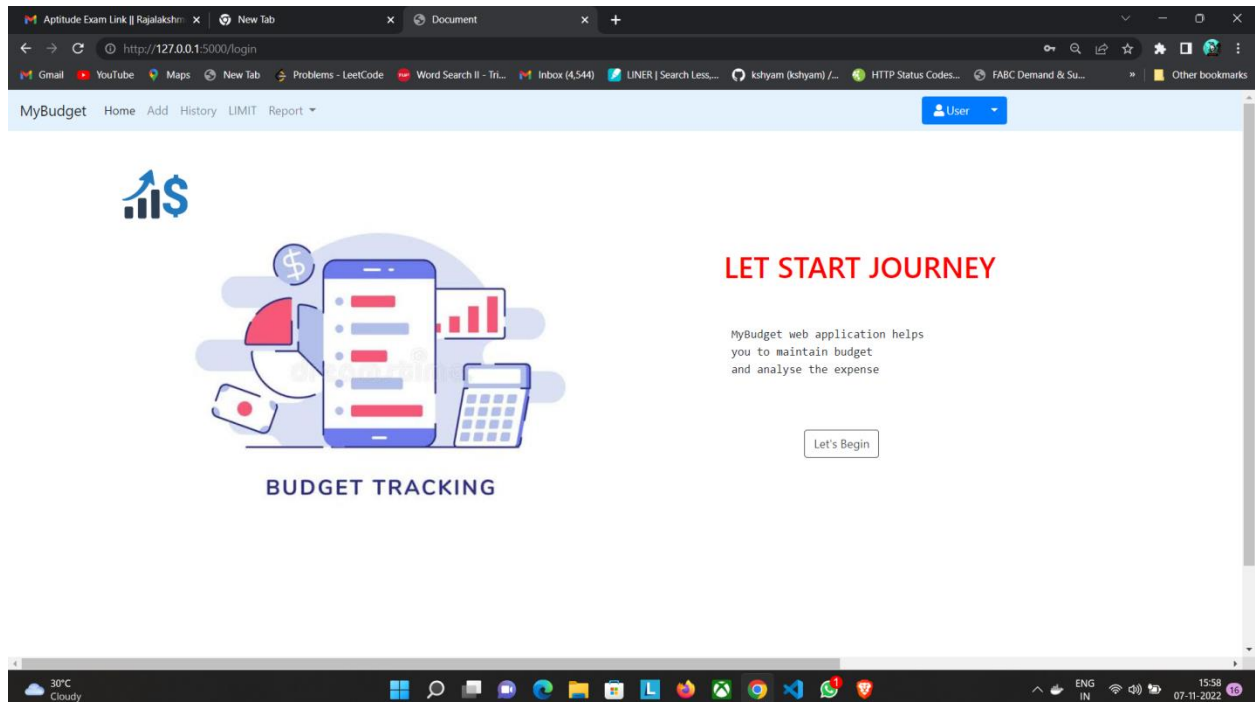 Aptitude Exam Link || Rajalakshm
New Tab
Document
http://127.0.0.1:5000/login
Gmail
YouTube
Maps
New Tab
Problems - LeetCode
Word Search II - Tri...
Inbox (4,544)
LINER | Search Less,...
kshyam (kshyam) /...
HTTP Status Codes...
FABC Demand & Su...
»
Other bookmarks
MyBudget Home Add History LIMIT Report
User
$
$
LET START JOURNEY
MyBudget web application helps
you to maintain budget
and analyse the expense
Let's Begin
BUDGET TRACKING
30°C
Cloudy
L
1
ENG
IN
15:58
07-11-2022
16